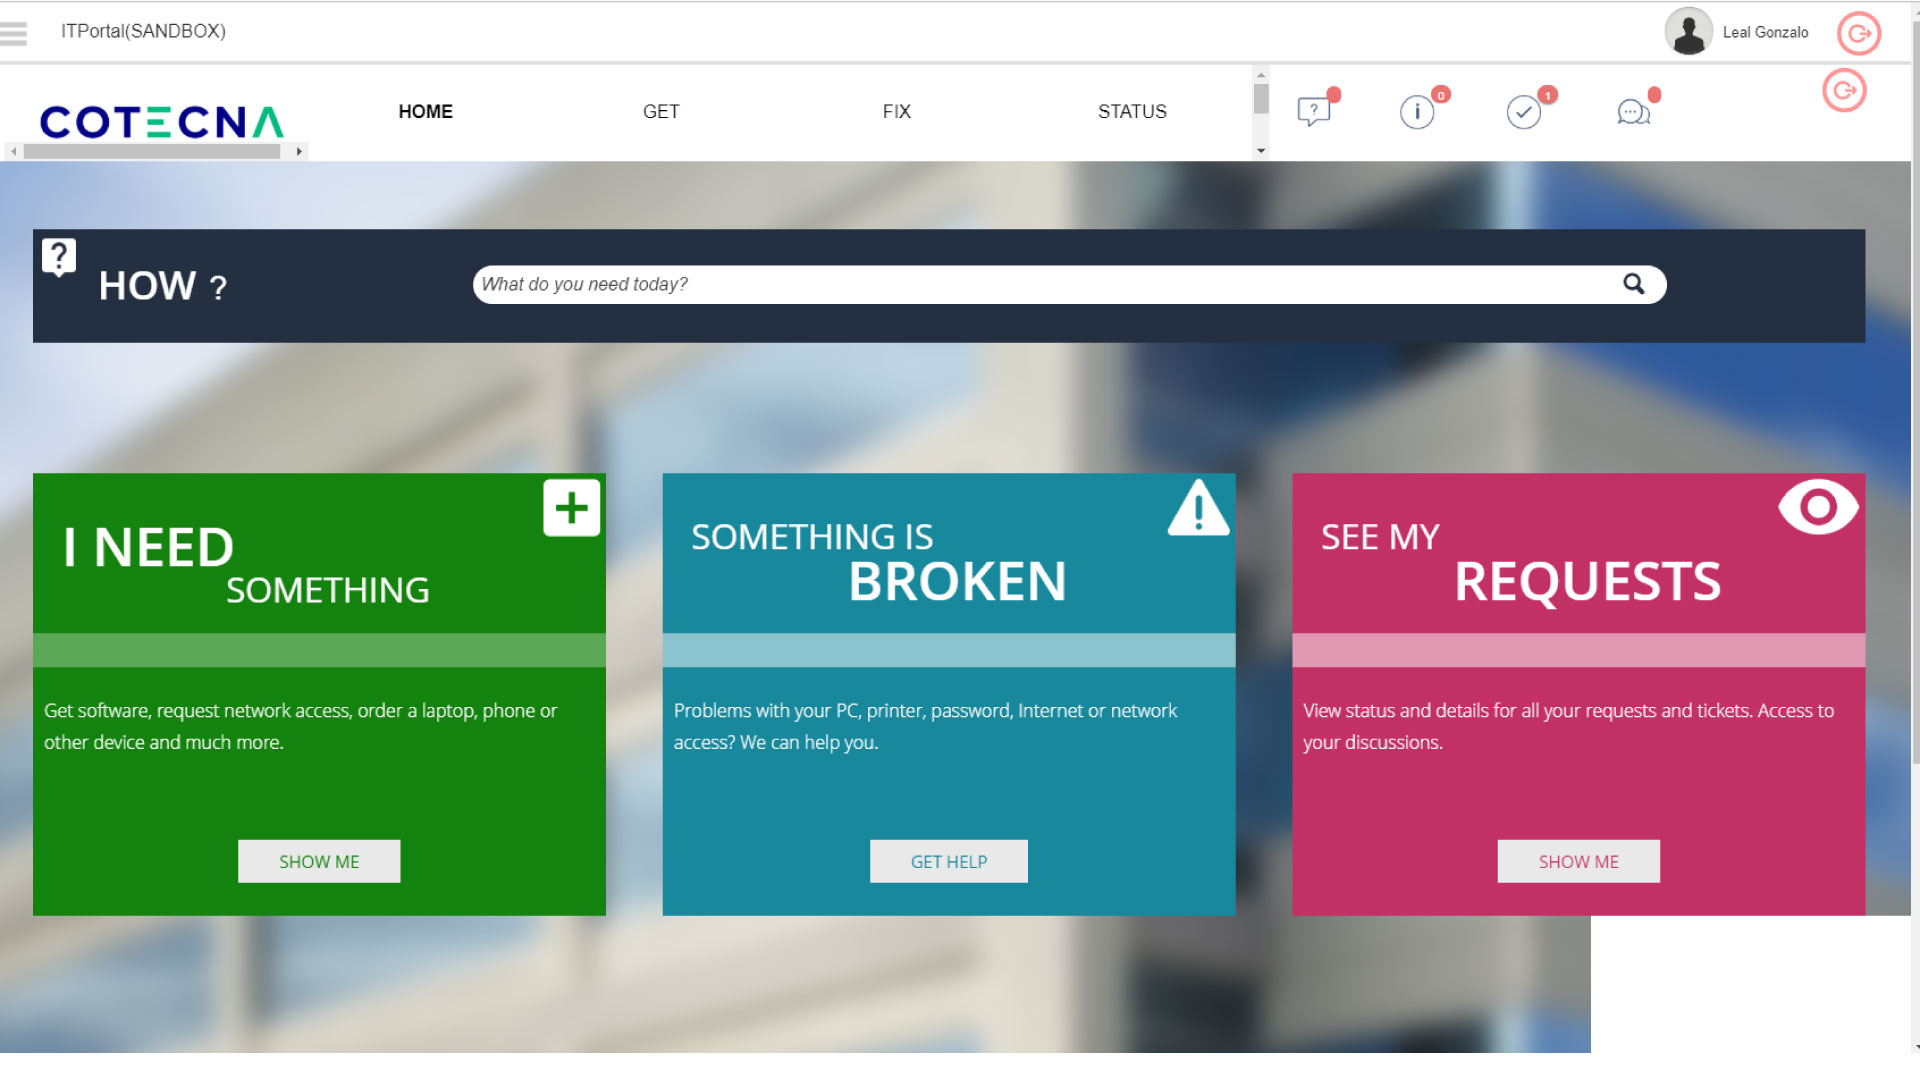 ITPortal(SANDBOX)
Leal Gonzalo
COTECNA
HOME
GET
FIX
STATUS
?
i
0
1
?
HOW ?
What do you need today?
I NEED
SOMETHING
SOMETHING IS
BROKEN
SEE MY
REQUESTS
Get software, request network access, order a laptop, phone or
other device and much more.
Problems with your PC, printer, password, Internet or network
access? We can help you.
View status and details for all your requests and tickets. Access to
your discussions.
SHOW ME
GET HELP
SHOW ME